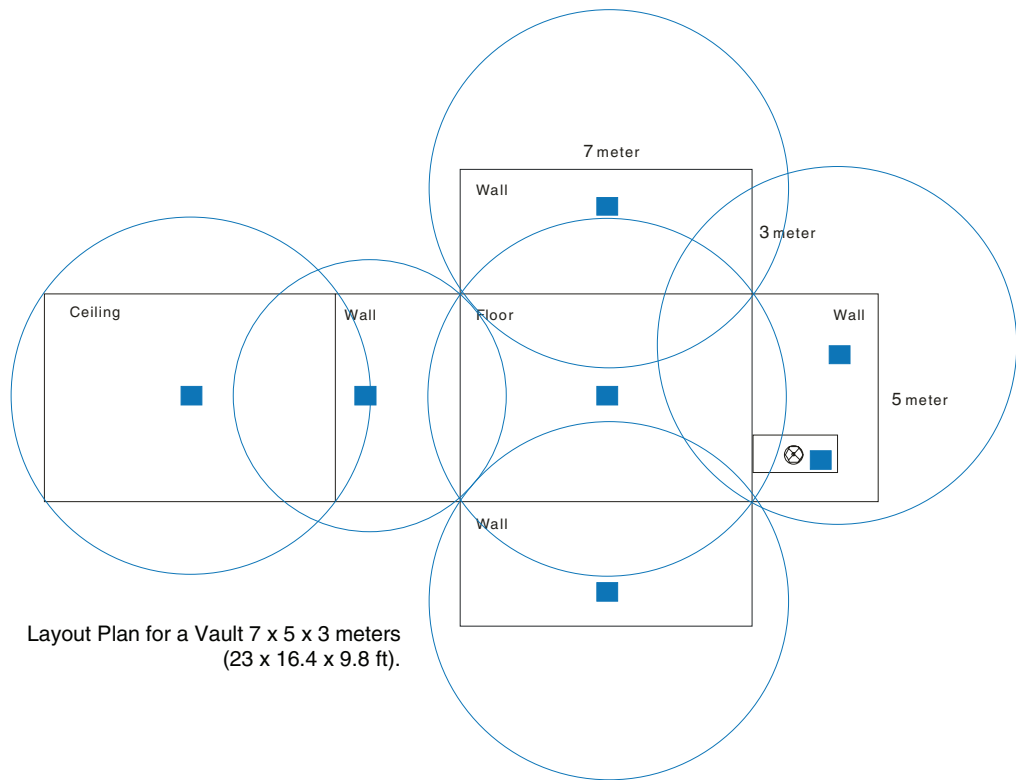 7 meter
Wall
3 meter
Ceiling
Wall
Floor
Wall
5 meter
Wall
Layout Plan for a Vault 7 x 5 x 3 meters
(23 x 16.4 x 9.8 ft).